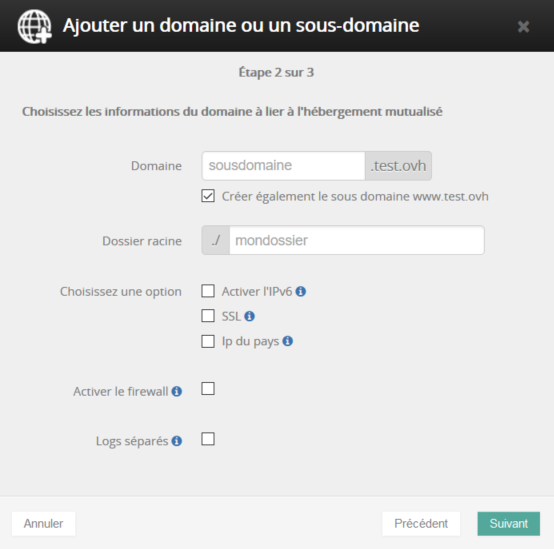 Ajouter un domaine ou un sous-domaine
Étape 2 sur 3
Choisissez les informations du domaine à lier à l'hébergement mutualisé
Domaine sousdomaine .test.ovh
Créer également le sous domaine www.test.ovh
Dossier racine ./ mondossier
Choisissez une option Activer l'IPv6
SSL
Ip du pays
Activer le firewall
Logs séparés
Annuler Précédent Suivant